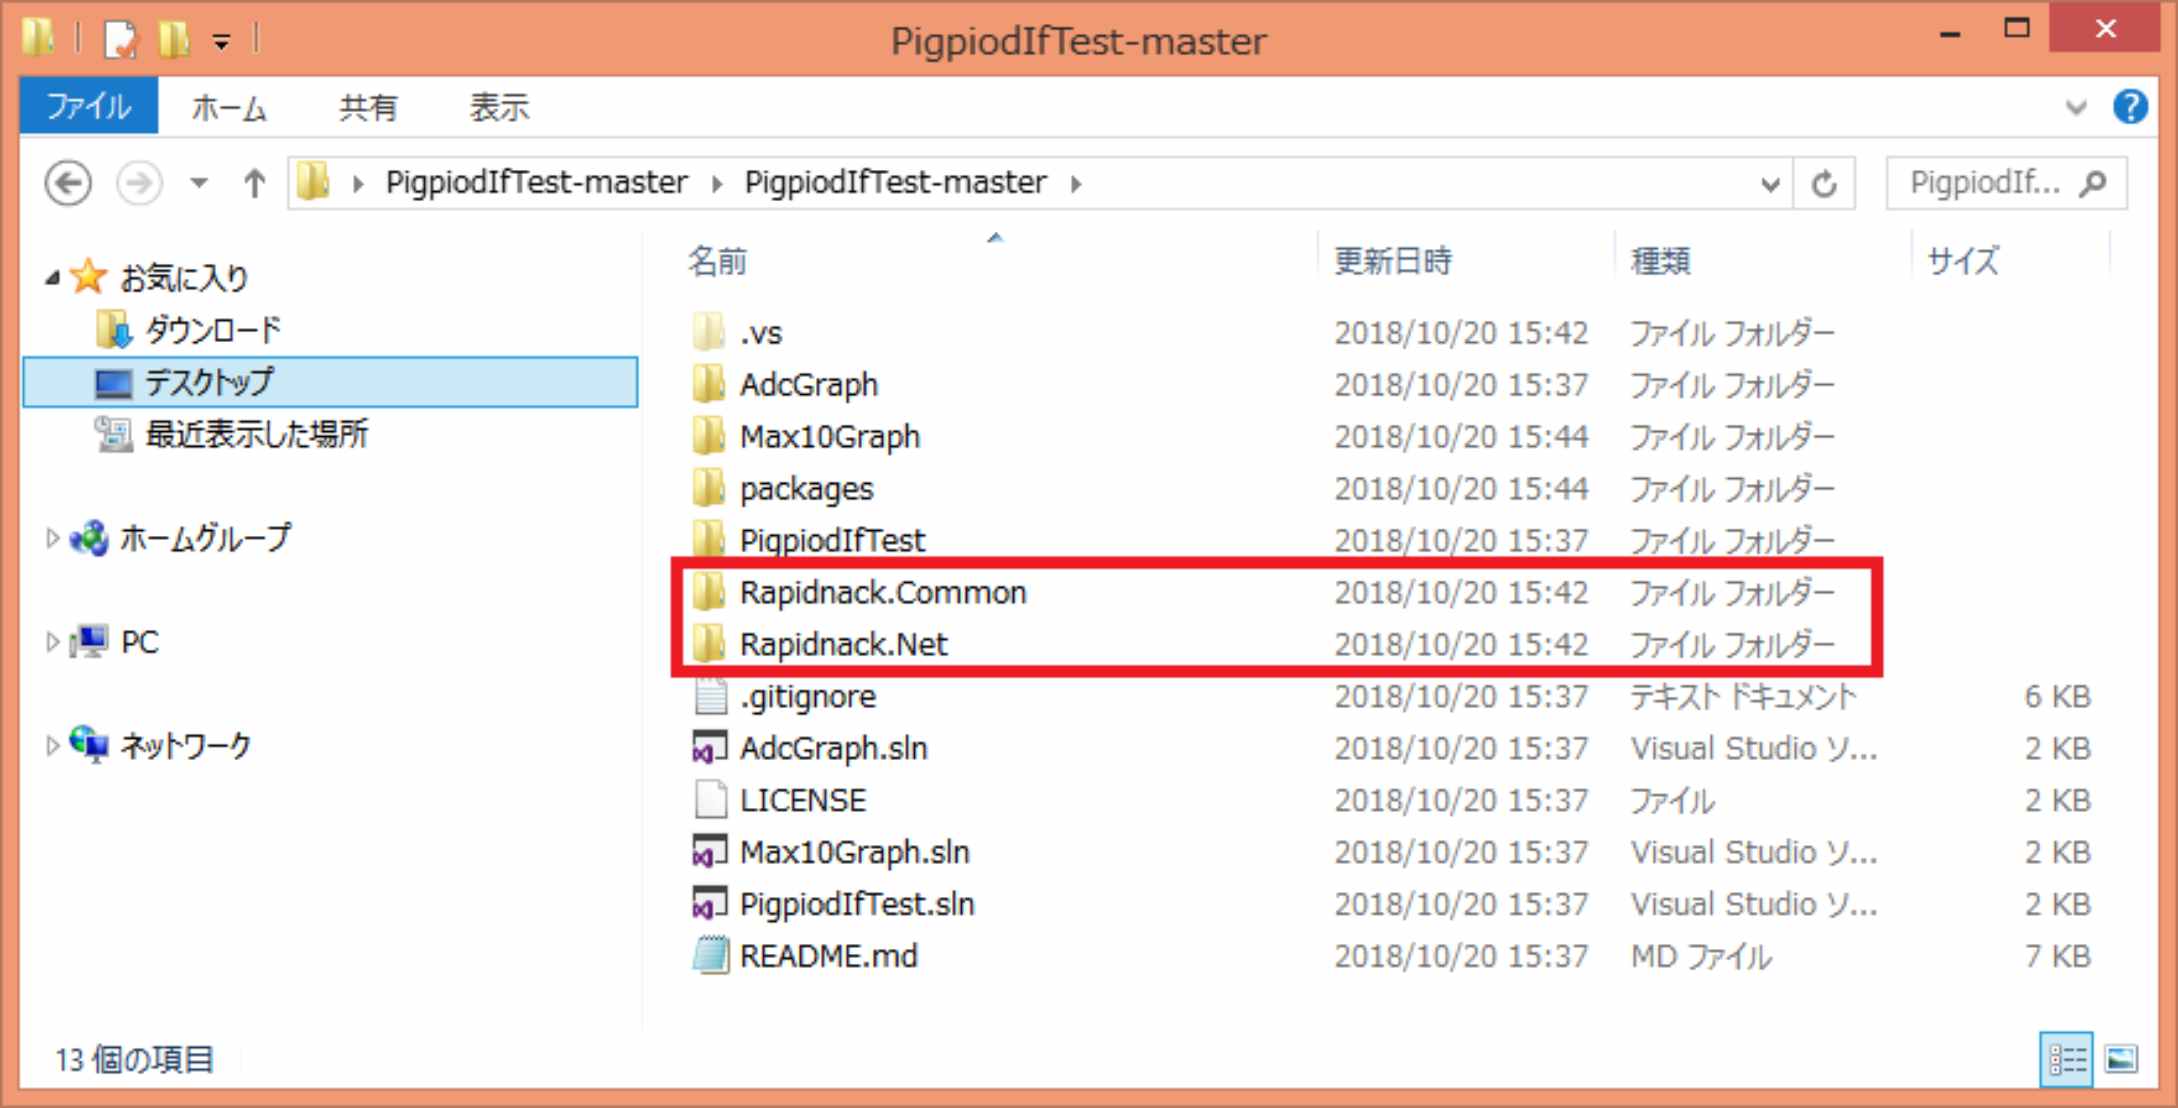 PigpiodIfTest-master
ファイル ホーム 共有 表示
PigpiodIfTest-master PigpiodIfTest-master PigpiodIf...
お気に入り
ダウンロード
デスクトップ
最近表示した場所
ホームグループ
PC
ネットワーク
名前 更新日時 種類 サイズ
.vs 2018/10/20 15:42 ファイル フォルダー
AdcGraph 2018/10/20 15:37 ファイル フォルダー
Max10Graph 2018/10/20 15:44 ファイル フォルダー
packages 2018/10/20 15:44 ファイル フォルダー
PigpiodIfTest 2018/10/20 15:37 ファイル フォルダー
Rapidnack.Common 2018/10/20 15:42 ファイル フォルダー
Rapidnack.Net 2018/10/20 15:42 ファイル フォルダー
.gitignore 2018/10/20 15:37 テキスト ドキュメント 6 KB
AdcGraph.sln 2018/10/20 15:37 Visual Studio ソ... 2 KB
LICENSE 2018/10/20 15:37 ファイル 2 KB
Max10Graph.sln 2018/10/20 15:37 Visual Studio ソ... 2 KB
PigpiodIfTest.sln 2018/10/20 15:37 Visual Studio ソ... 2 KB
README.md 2018/10/20 15:37 MD ファイル 7 KB
13 個の項目